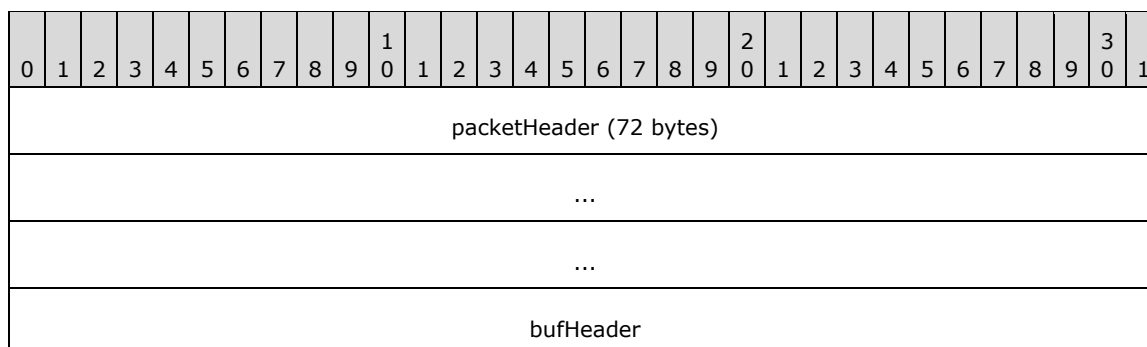 1 2 3
0 1 2 3 4 5 6 7 8 9 0 1 2 3 4 5 6 7 8 9 0 1 2 3 4 5 6 7 8 9 0 1
packetHeader (72 bytes)
...
...
bufHeader